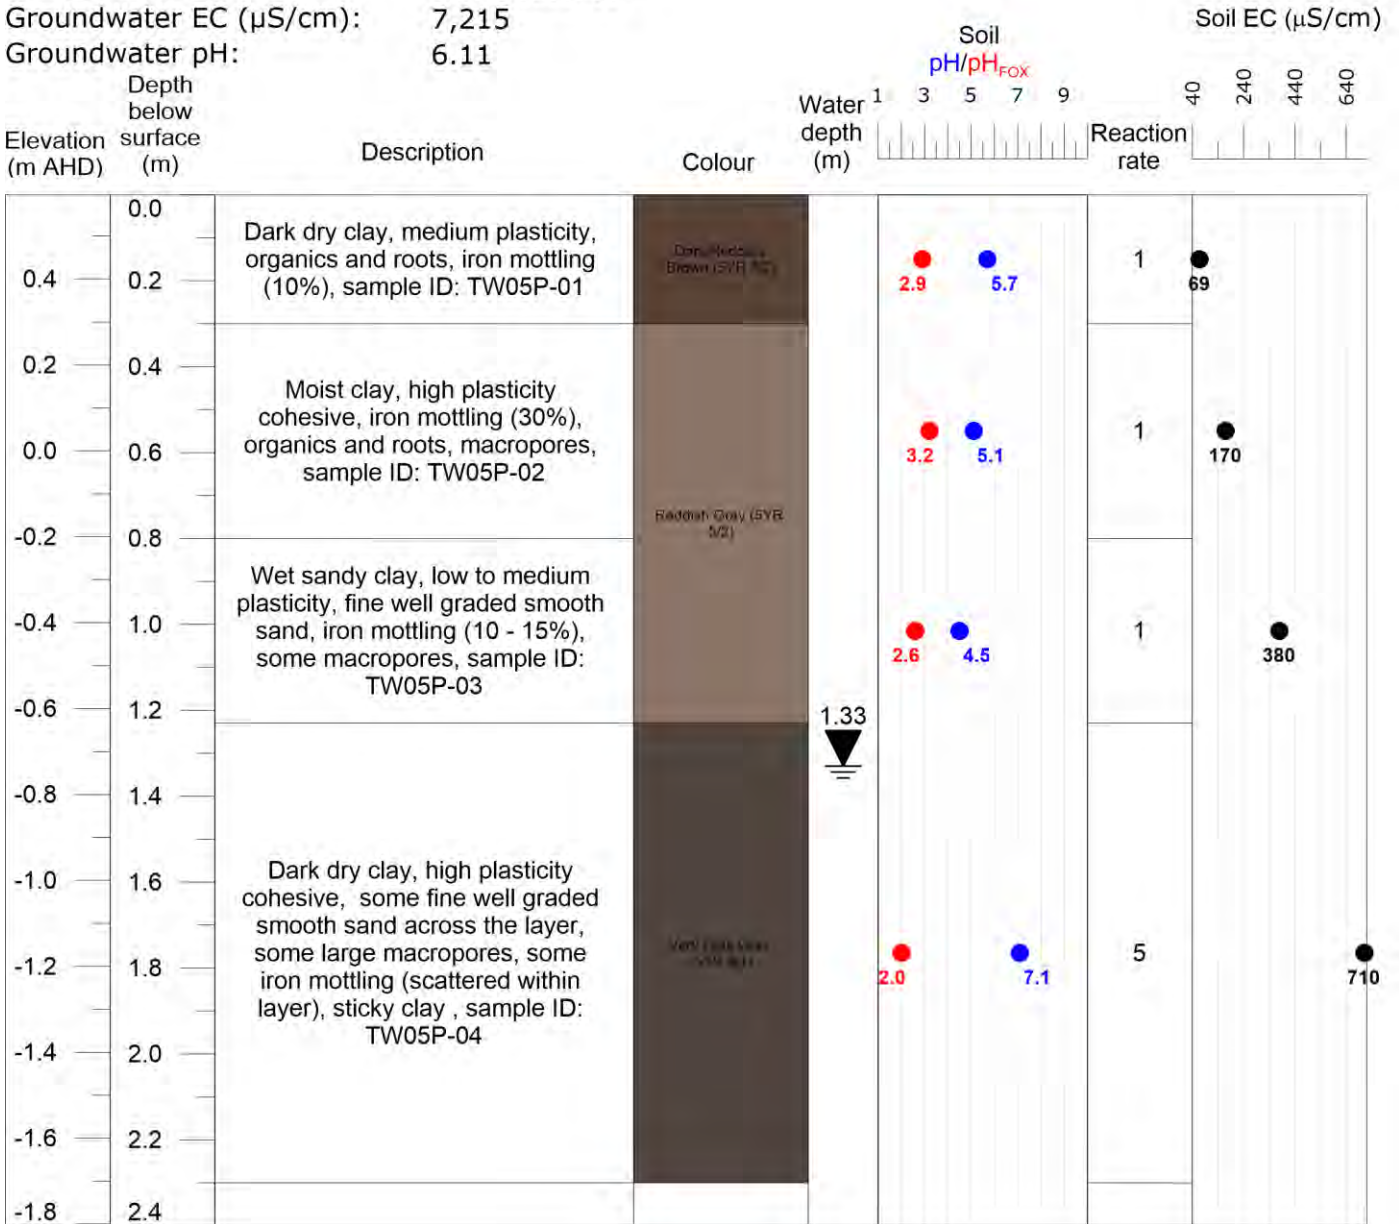 Groundwater EC (µS/cm): 7,215
Groundwater pH: 6.11
Elevation
(m AHD)
Depth
below
surface
(m)
Description
Colour
Water
depth
(m)
Soil
pH/pHFOX
1 3 5 7 9
Reaction
rate
Soil EC (µS/cm)
40 240 440 640
0.4
0.2
0.0
-0.2
-0.4
-0.6
-0.8
-1.0
-1.2
-1.4
-1.6
-1.8
0.0
0.2
0.4
0.6
0.8
1.0
1.2
1.4
1.6
1.8
2.0
2.2
2.4
Dark dry clay, medium plasticity,
organics and roots, iron mottling
(10%), sample ID: TW05P-01
Moist clay, high plasticity
cohesive, iron mottling (30%),
organics and roots, macropores,
sample ID: TW05P-02
Wet sandy clay, low to medium
plasticity, fine well graded smooth
sand, iron mottling (10 - 15%),
some macropores, sample ID:
TW05P-03
Dark dry clay, high plasticity
cohesive, some fine well graded
smooth sand across the layer,
some large macropores, some
iron mottling (scattered within
layer), sticky clay , sample ID:
TW05P-04
Brown (5YR
Reddish Gray (5YR
5/2)
1.33
2.9 5.7
3.2 5.1
2.6 4.5
2.0 7.1
1
1
1
5
69
170
380
710